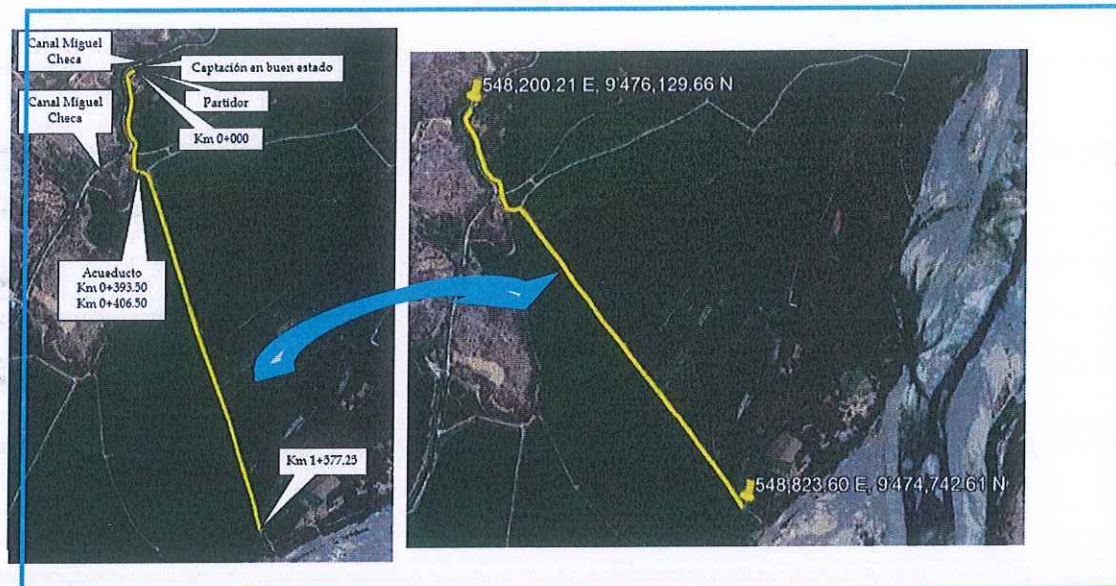 Canal Miguel
Checa
Captación en buen estado
Partidor
Canal Miguel
Checa
Km 0+000
Acueducto
Km 0+393.50
Km 0+406.50
Km 1+577.25
548,200.21 E, 9'476,129.66 N
548,823.60 E, 9'474,742.61 N